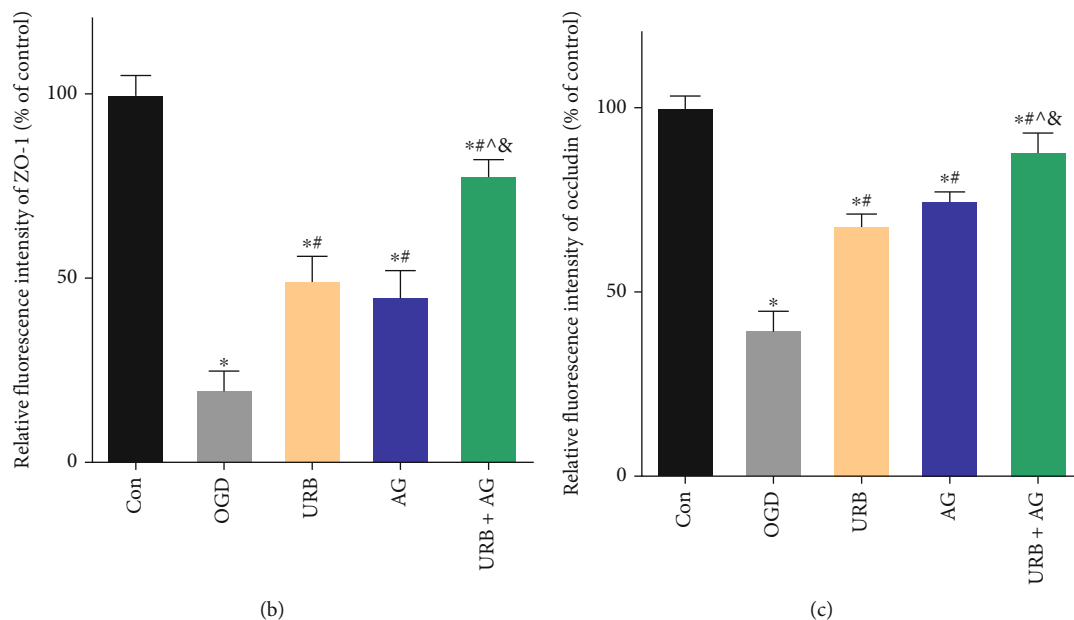 Relative fluorescence intensity of ZO-1 (% of control)
100
50
0
*
*#
*#
*#^&
Con
OGD
URB
AG
URB + AG
(b)
Relative fluorescence intensity of occludin (% of control)
100
50
0
*
*#
*#
*#^&
Con
OGD
URB
AG
URB + AG
(c)